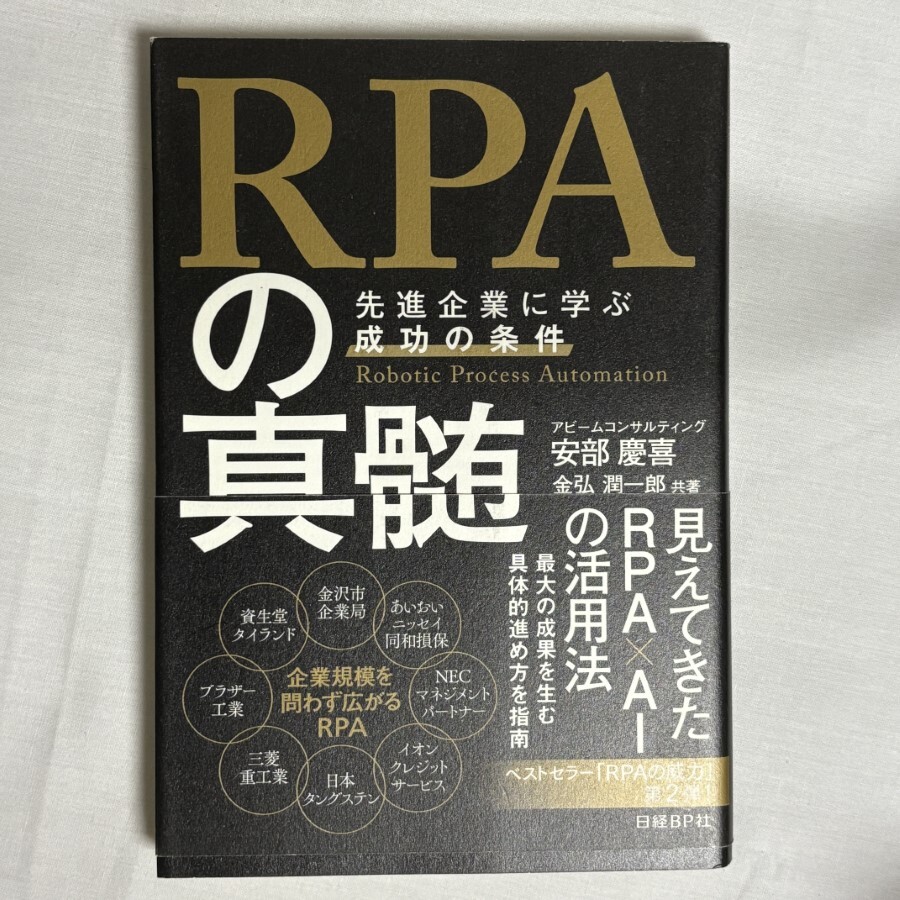 RPA
の
真髄
先進企業に学ぶ
成功の条件
Robotic Process Automation
アビームコンサルティング
安部 慶喜
金弘 潤一郎 共著
見えてきた
RPA×AI
の活用法
最大の成果を生む
具体的進め方を指南
金沢市
企業局
あいおい
ニッセイ
同和損保
NEC
マネジメント
パートナー
イオン
クレジット
サービス
日本
タングステン
三菱
重工業
ブラザー
工業
資生堂
タイランド
企業規模を
問わず広がる
RPA
ベストセラー「RPAの威力」
第2弾!
日経BP社